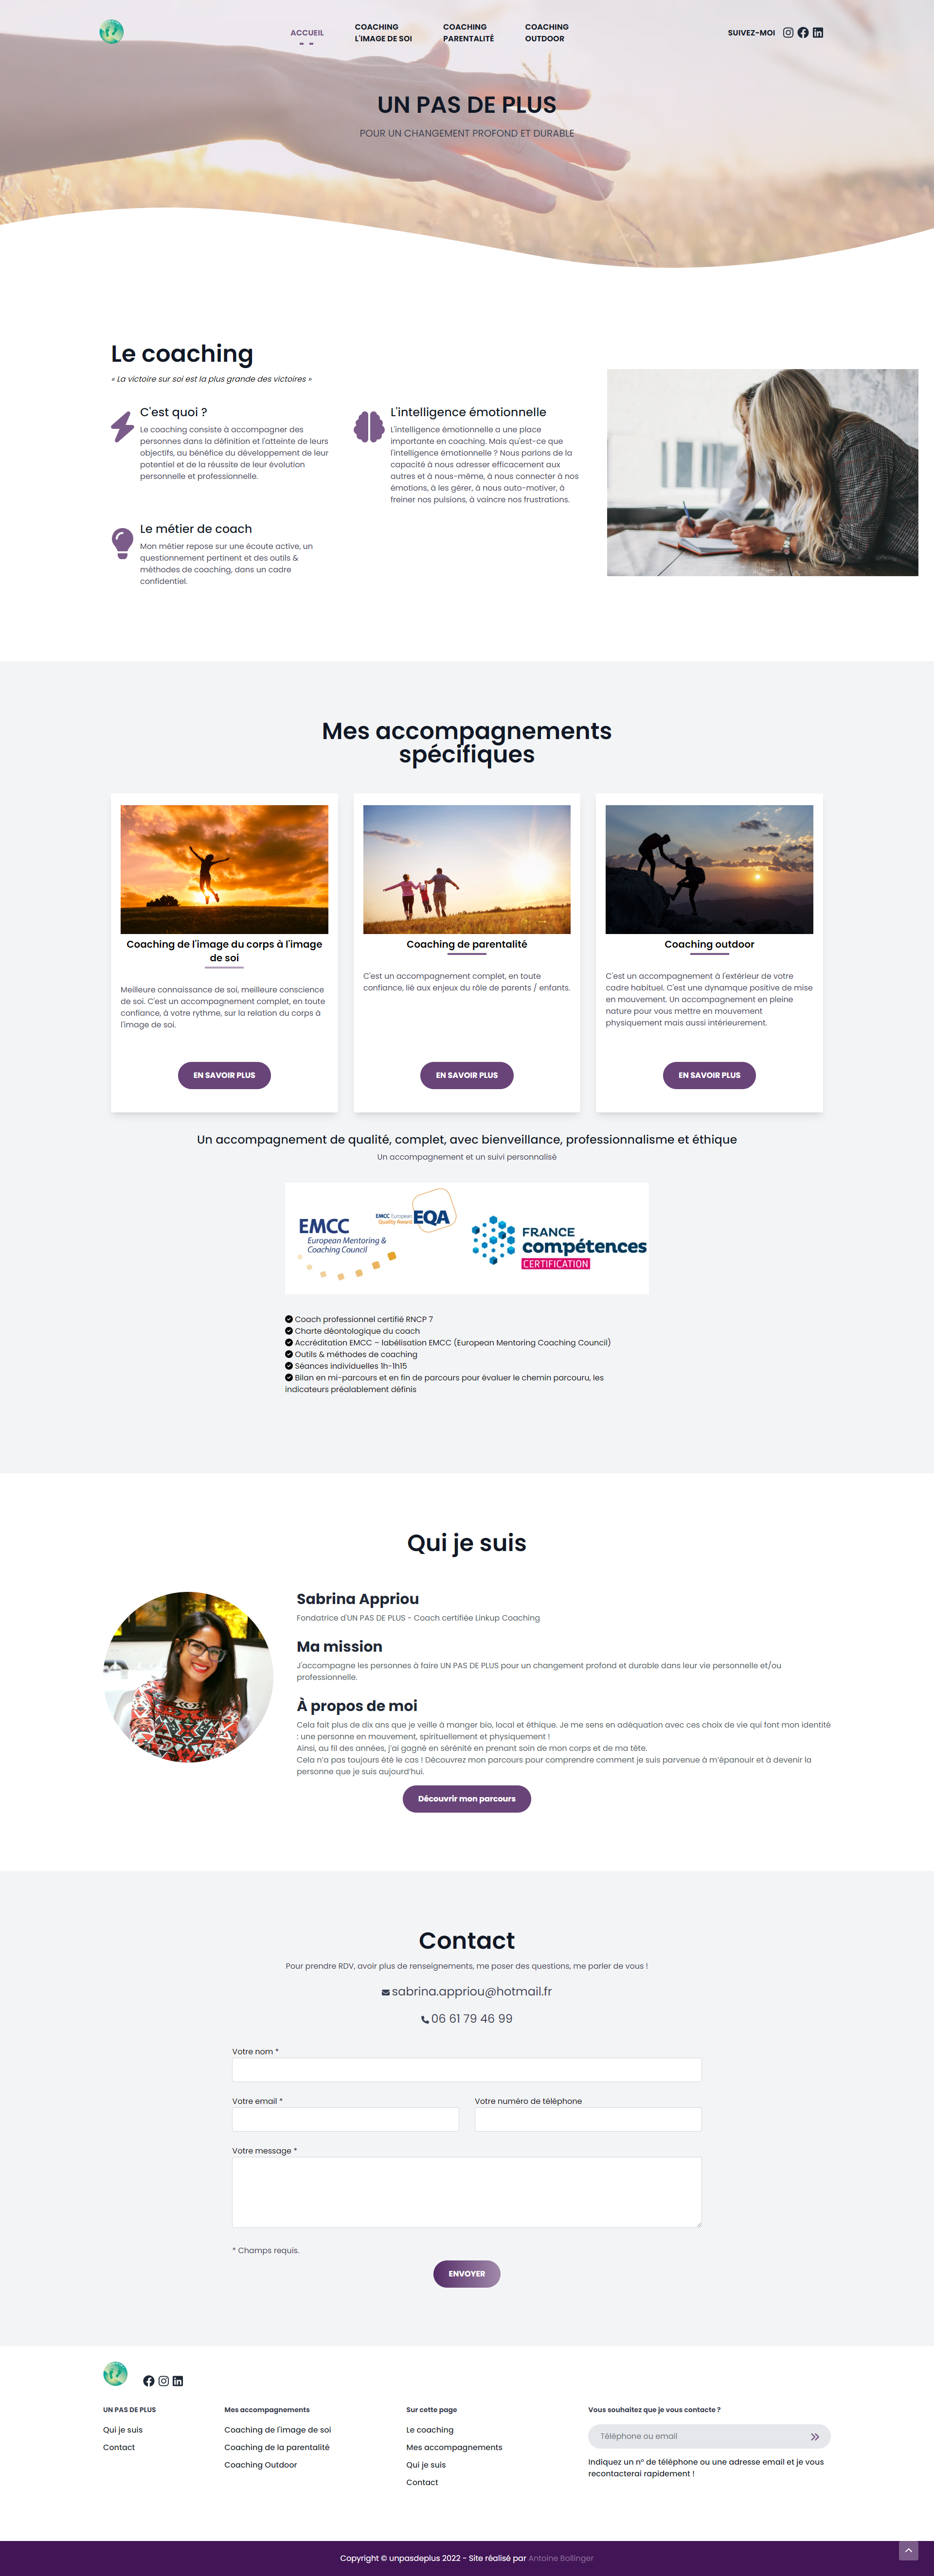 ACCUEIL
COACHING
L'IMAGE DE SOI
COACHING
PARENTALITÉ
COACHING
OUTDOOR
SUIVEZ-MOI
UN PAS DE PLUS
POUR UN CHANGEMENT PROFOND ET DURABLE
Le coaching
« La victoire sur soi est la plus grande des victoires »
C'est quoi ?
Le coaching consiste à accompagner des
personnes dans la définition et l'atteinte de leurs
objectifs, au bénéfice du développement de leur
potentiel et de la réussite de leur évolution
personnelle et professionnelle.
L'intelligence émotionnelle
L'intelligence émotionnelle a une place
importante en coaching. Mais qu'est-ce que
l'intelligence émotionnelle ? Nous parlons de la
capacité à nous adresser efficacement aux
autres et à nous-même, à nous connecter à nos
émotions, à les gérer, à nous auto-motiver, à
freiner nos pulsions, à vaincre nos frustrations.
Le métier de coach
Mon métier repose sur une écoute active, un
questionnement pertinent et des outils &
méthodes de coaching, dans un cadre
confidentiel.
Mes accompagnements
spécifiques
Coaching de l'image du corps à l'image
de soi
Meilleure connaissance de soi, meilleure conscience
de soi. C'est un accompagnement complet, en toute
confiance, à votre rythme, sur la relation du corps à
l'image de soi.
EN SAVOIR PLUS
Coaching de parentalité
C'est un accompagnement complet, en toute
confiance, lié aux enjeux du rôle de parents / enfants.
EN SAVOIR PLUS
Coaching outdoor
C'est un accompagnement à l'extérieur de votre
cadre habituel. C'est une dynamque positive de mise
en mouvement. Un accompagnement en pleine
nature pour vous mettre en mouvement
physiquement mais aussi intérieurement.
EN SAVOIR PLUS
Un accompagnement de qualité, complet, avec bienveillance, professionnalisme et éthique
Un accompagnement et un suivi personnalisé
EMCC
European Mentoring &
Coaching Council
EMCC European
Quality Award
EQA
FRANCE
compétences
CERTIFICATION
Coach professionnel certifié RNCP 7
Charte déontologique du coach
Accréditation EMCC – labélisation EMCC (European Mentoring Coaching Council)
Outils & méthodes de coaching
Séances individuelles 1h-1h15
Bilan en mi-parcours et en fin de parcours pour évaluer le chemin parcouru, les
indicateurs préalablement définis
Qui je suis
Sabrina Appriou
Fondatrice d'UN PAS DE PLUS - Coach certifiée Linkup Coaching
Ma mission
J'accompagne les personnes à faire UN PAS DE PLUS pour un changement profond et durable dans leur vie personnelle et/ou
professionnelle.
À propos de moi
Cela fait plus de dix ans que je veille à manger bio, local et éthique. Je me sens en adéquation avec ces choix de vie qui font mon identité
: une personne en mouvement, spirituellement et physiquement !
Ainsi, au fil des années, j'ai gagné en sérénité en prenant soin de mon corps et de ma tête.
Cela n'a pas toujours été le cas ! Découvrez mon parcours pour comprendre comment je suis parvenue à m'épanouir et à devenir la
personne que je suis aujourd'hui.
Découvrir mon parcours
Contact
Pour prendre RDV, avoir plus de renseignements, me poser des questions, me parler de vous !
sabrina.appriou@hotmail.fr
06 61 79 46 99
Votre nom *
Votre email *
Votre numéro de téléphone
Votre message *
* Champs requis.
ENVOYER
UN PAS DE PLUS
Qui je suis
Contact
Mes accompagnements
Coaching de l'image de soi
Coaching de la parentalité
Coaching Outdoor
Sur cette page
Le coaching
Mes accompagnements
Qui je suis
Contact
Vous souhaitez que je vous contacte ?
Téléphone ou email
Indiquez un n° de téléphone ou une adresse email et je vous
recontacterai rapidement !
Copyright © unpasdeplus 2022 - Site réalisé par Antoine Bollinger